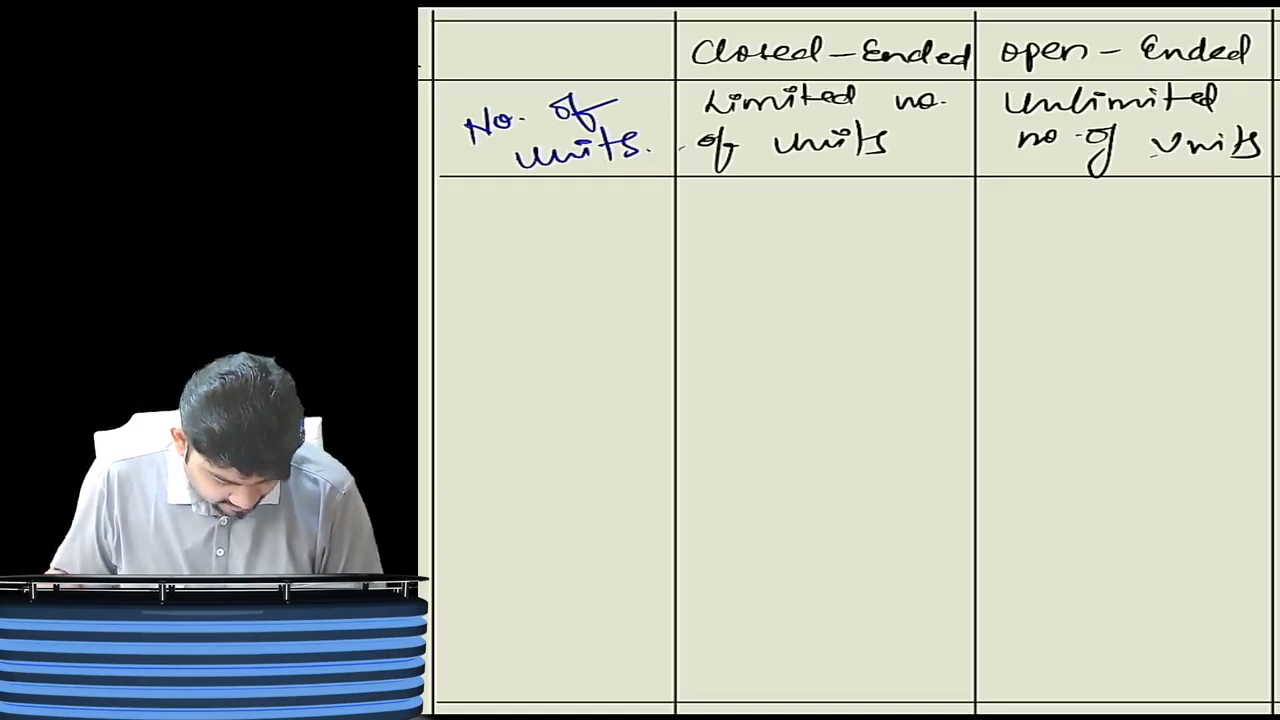 Closed-Ended open-Ended
No. of units. Limited no. of units Unlimited no. of Units